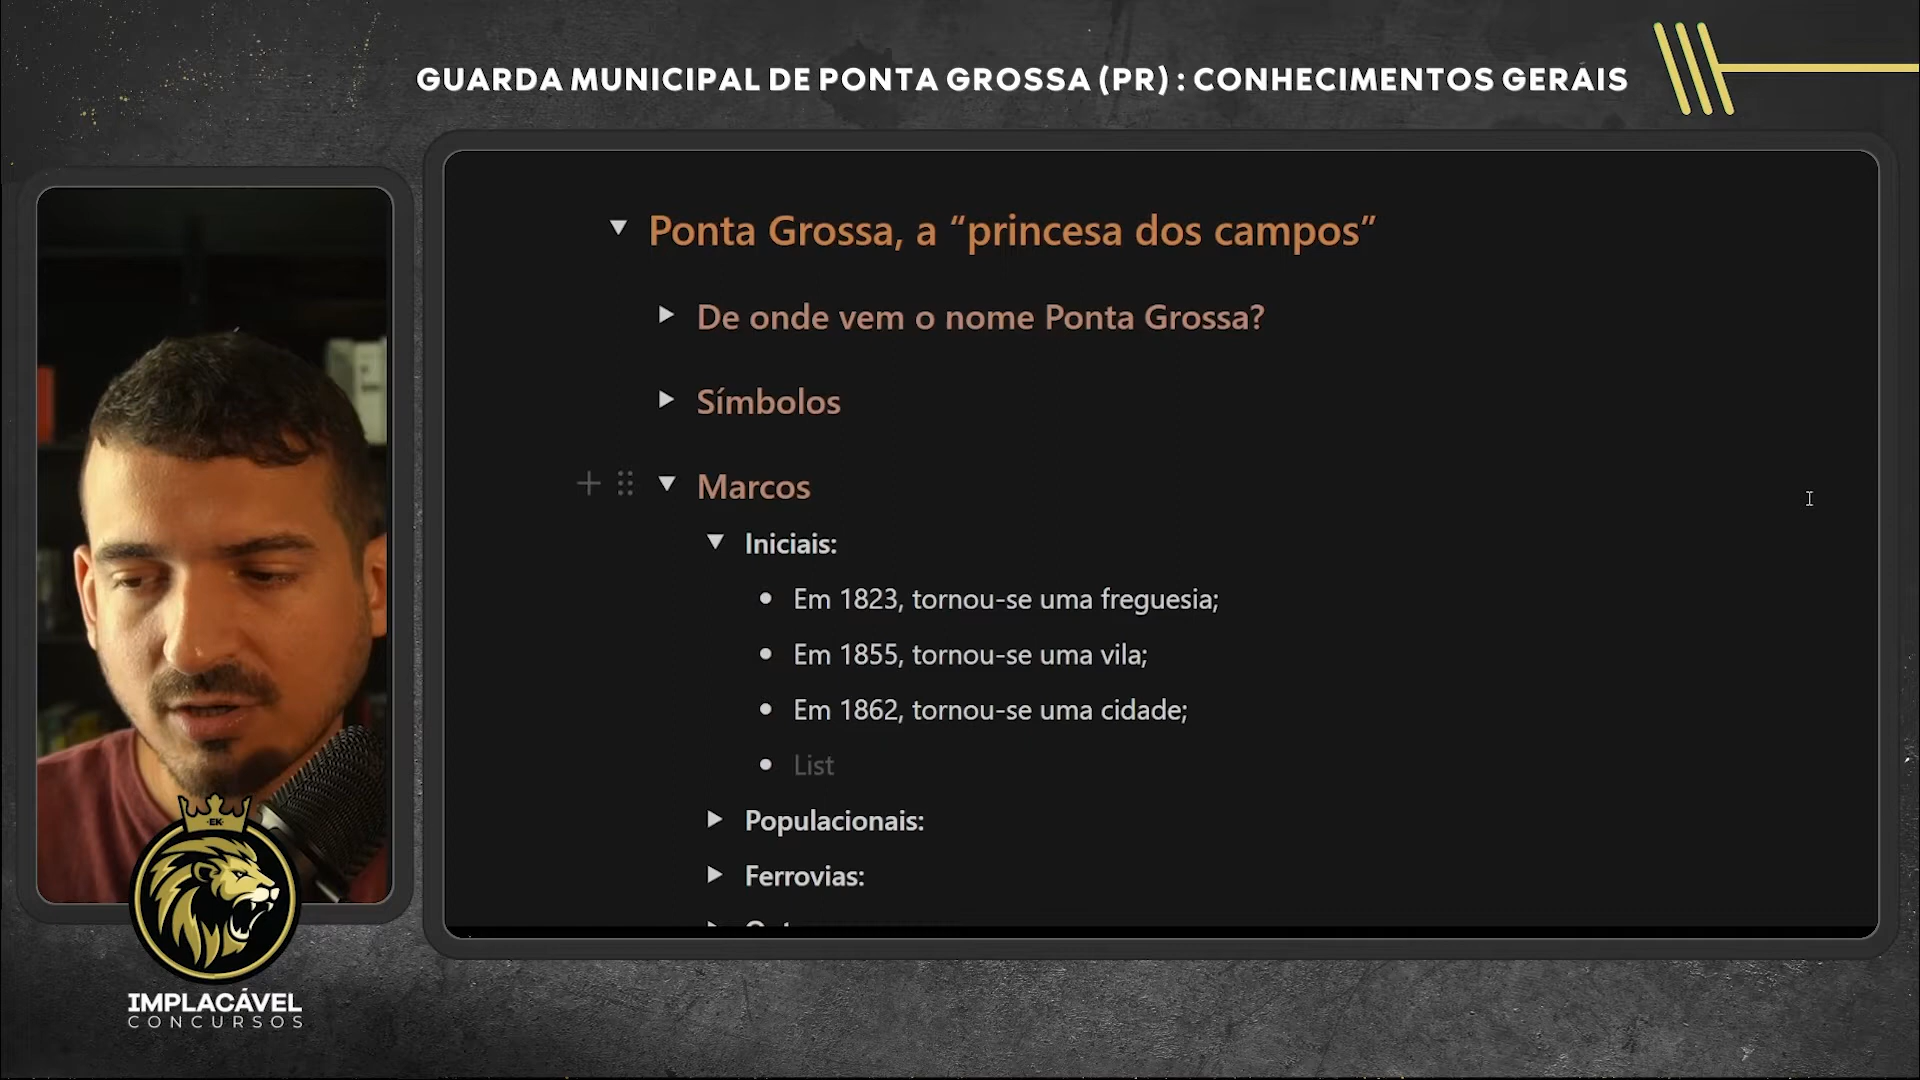 GUARDA MUNICIPAL DE PONTA GROSSA (PR) : CONHECIMENTOS GERAIS
Ponta Grossa, a “princesa dos campos”
De onde vem o nome Ponta Grossa?
Símbolos
Marcos
Iniciais:
Em 1823, tornou-se uma freguesia;
Em 1855, tornou-se uma vila;
Em 1862, tornou-se uma cidade;
List
Populacionais:
Ferrovias:
·EK·
IMPLACÁVEL
CONCURSOS